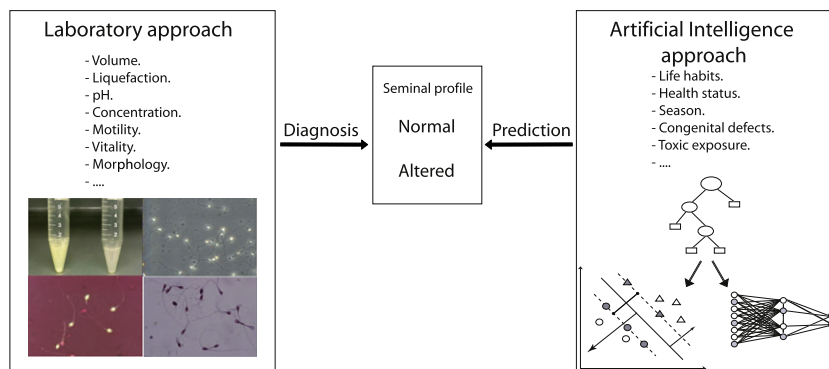 Laboratory approach
- Volume.
- Liquefaction.
- pH.
- Concentration.
- Motility.
- Vitality.
- Morphology.
- ....
Diagnosis
Seminal profile
Normal
Altered
Prediction
Artificial Intelligence
approach
- Life habits.
- Health status.
- Season.
- Congenital defects.
- Toxic exposure.
- ....